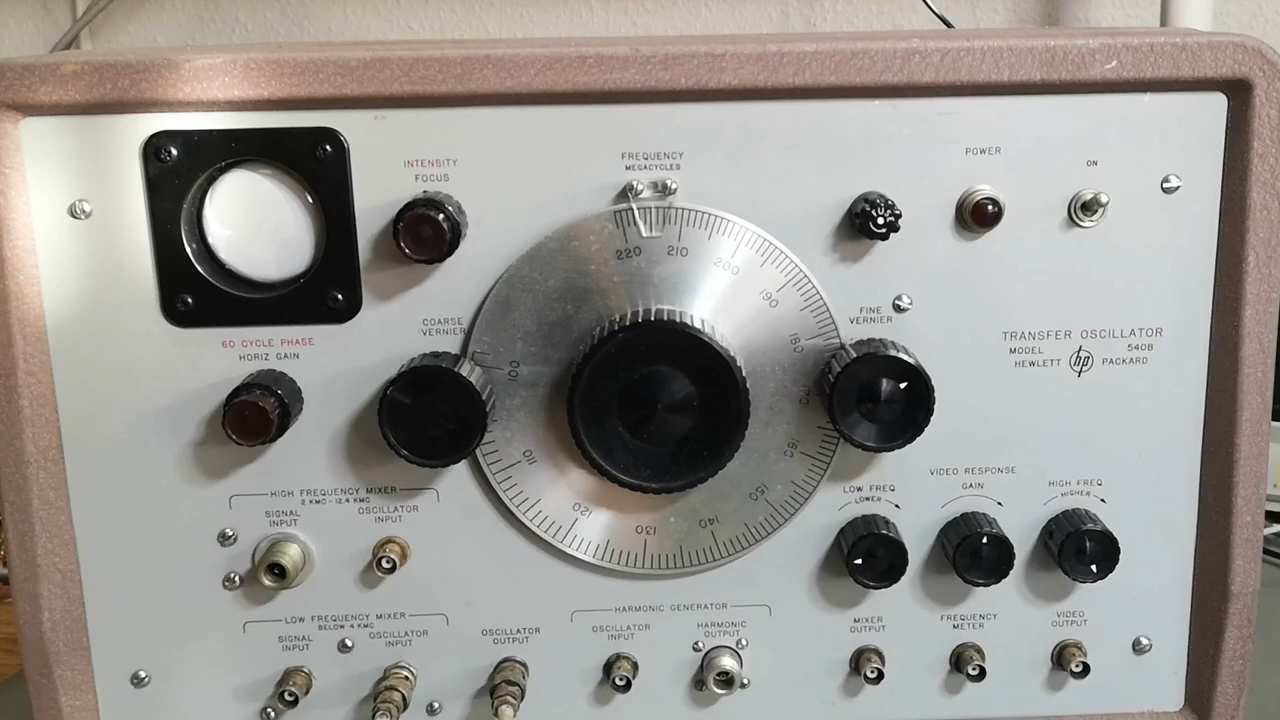 INTENSITY
FOCUS
FREQUENCY
MEGACYCLES
POWER
ON
FUSE
220
210
200
190
180
170
160
150
140
130
120
110
100
60 CYCLE PHASE
HORIZ GAIN
COARSE
VERNIER
FINE
VERNIER
TRANSFER OSCILLATOR
MODEL 540B
HEWLETT hp PACKARD
VIDEO RESPONSE
LOW FREQ
LOWER
GAIN
HIGH FREQ
HIGHER
HIGH FREQUENCY MIXER
2 KMC - 12.4 KMC
SIGNAL
INPUT
OSCILLATOR
INPUT
LOW FREQUENCY MIXER
BELOW 4 KMC
SIGNAL
INPUT
OSCILLATOR
INPUT
OSCILLATOR
OUTPUT
HARMONIC GENERATOR
OSCILLATOR
INPUT
HARMONIC
OUTPUT
MIXER
OUTPUT
FREQUENCY
METER
VIDEO
OUTPUT